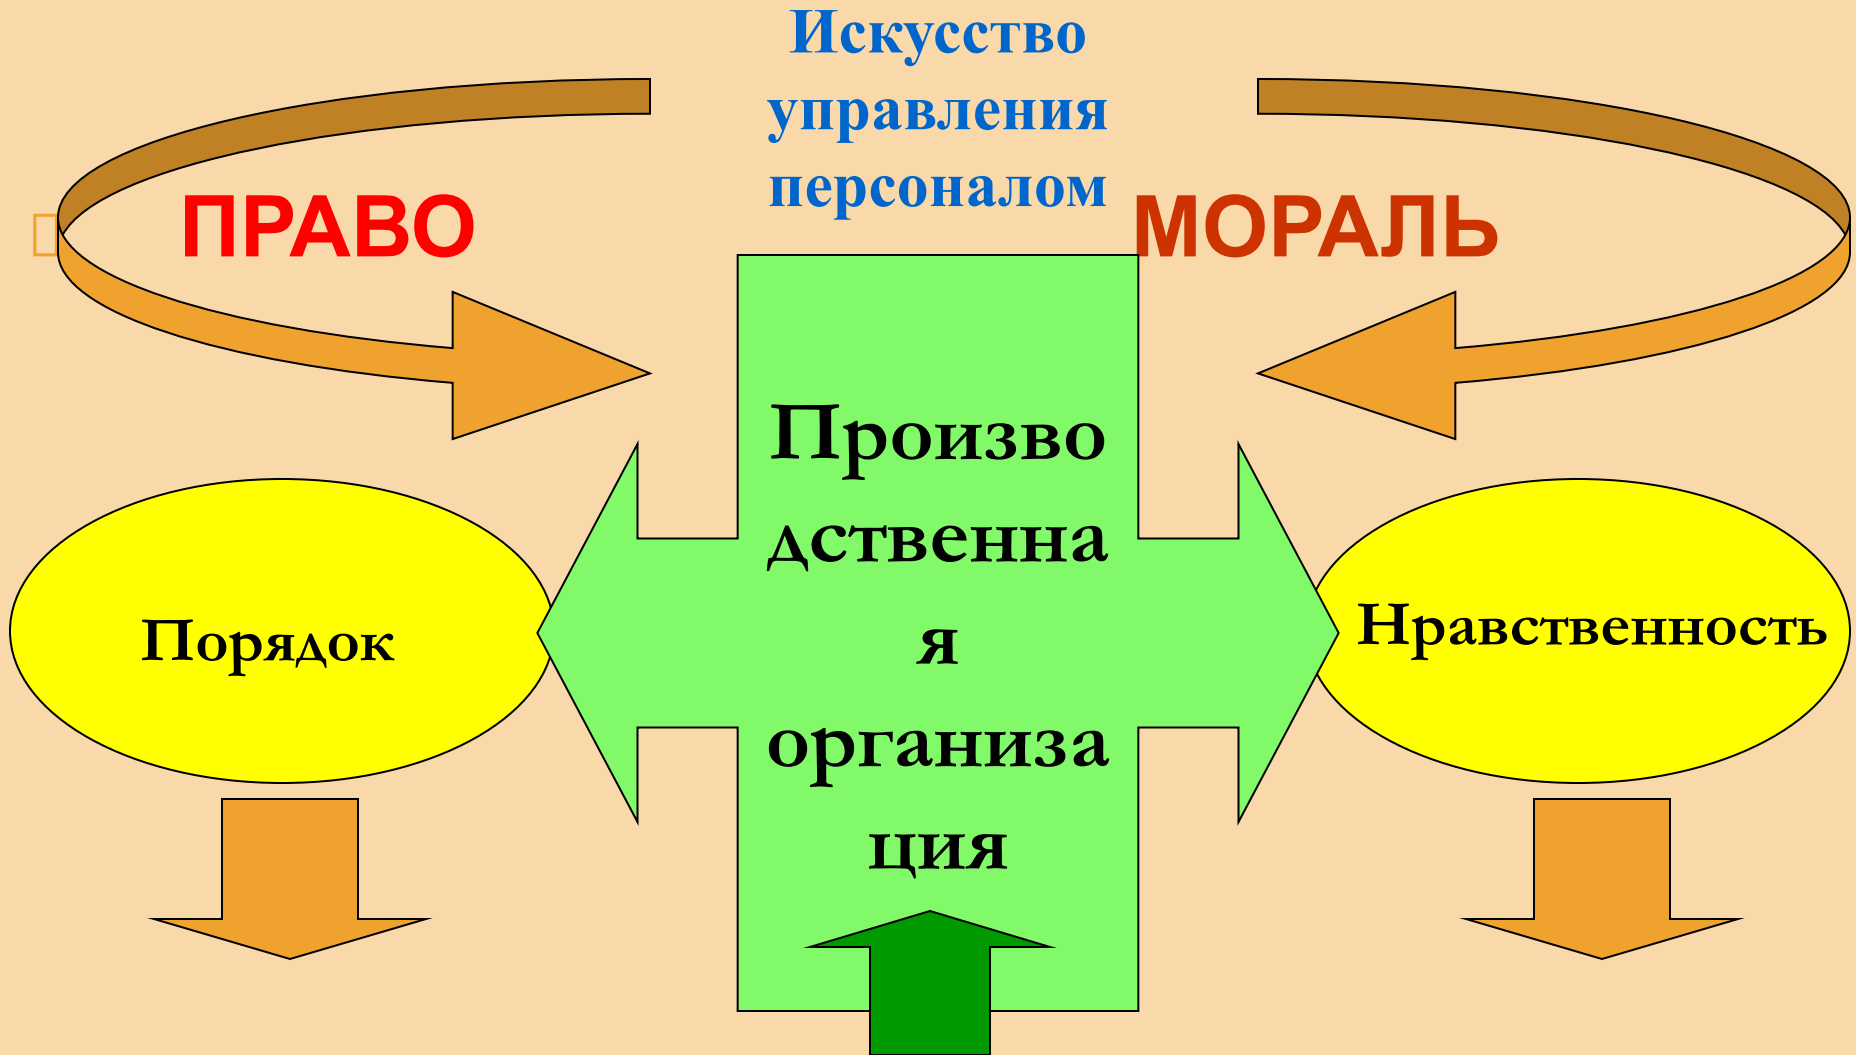 Искусство
управления
персоналом
ПРАВО
МОРАЛЬ
Произво
дственна
я
организа
ция
Порядок
Нравственность